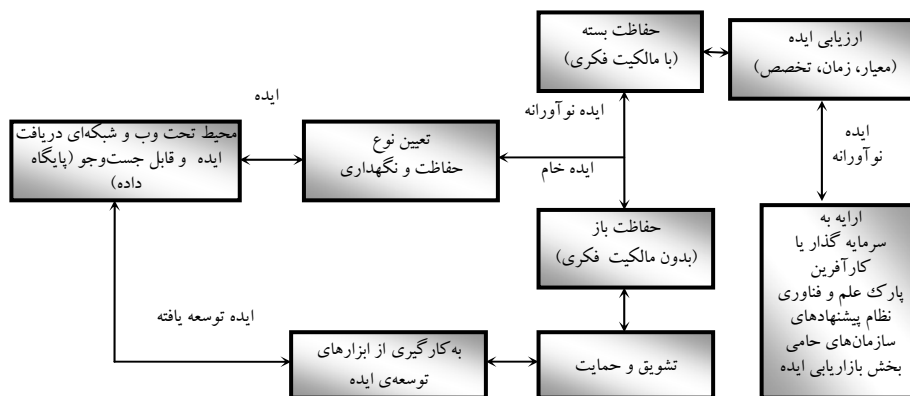 ارزیابی ایده
(معیار، زمان، تخصص)
حفاظت بسته
(با مالکیت فکری)
ایده
ایده نوآورانه
ایده
نوآورانه
محیط تحت وب و شبکه‌ای دریافت
ایده و قابل جست‌وجو (پایگاه
داده)
تعیین نوع
حفاظت و نگهداری
ایده خام
حفاظت باز
(بدون مالکیت فکری)
ارایه به
سرمایه گذار یا
کارآفرین
پارک علم و فناوری
نظام پیشنهادهای
سازمان‌های حامی
بخش بازاریابی ایده
ایده توسعه یافته
به‌کارگیری از ابزارهای
توسعه‌ی ایده
تشویق و حمایت